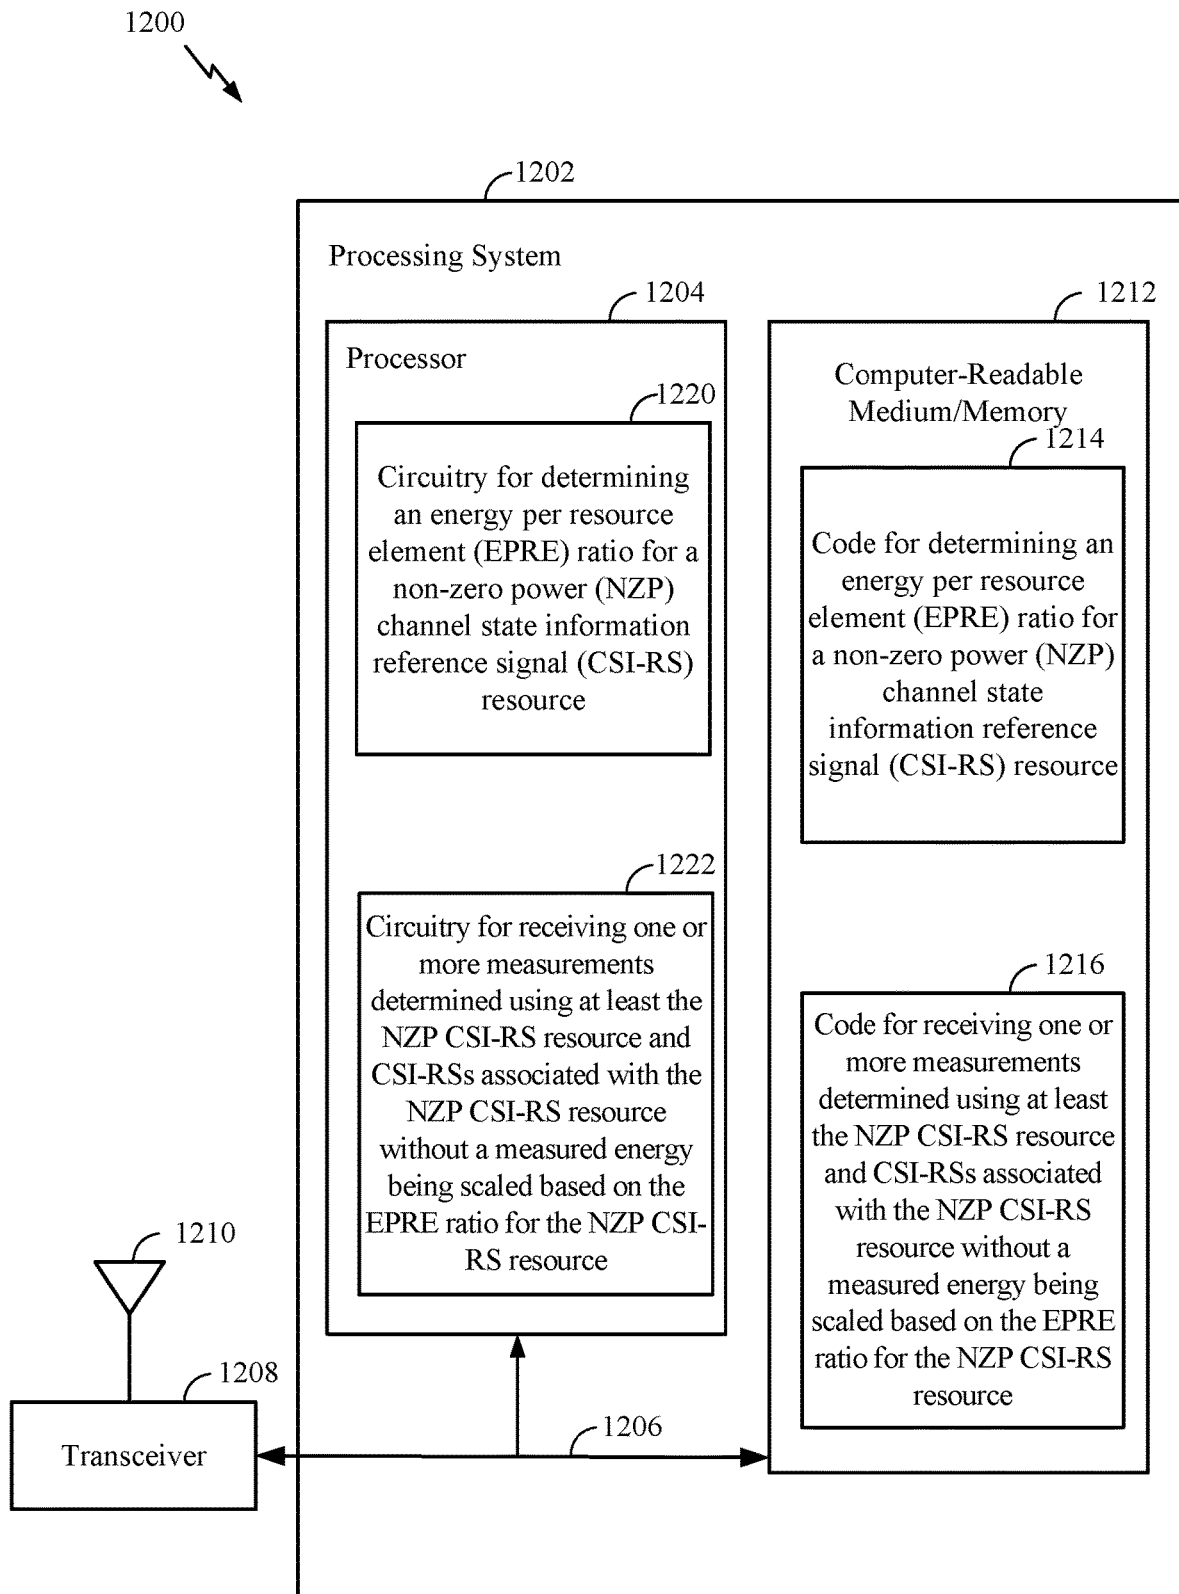 1200
1202
Processing System
1204
Processor
1220
Circuitry for determining
an energy per resource
element (EPRE) ratio for a
non-zero power (NZP)
channel state information
reference signal (CSI-RS)
resource
1222
Circuitry for receiving one or
more measurements
determined using at least the
NZP CSI-RS resource and
CSI-RSs associated with the
NZP CSI-RS resource
without a measured energy
being scaled based on the
EPRE ratio for the NZP CSI-
RS resource
1212
Computer-Readable
Medium/Memory
1214
Code for determining an
energy per resource
element (EPRE) ratio for
a non-zero power (NZP)
channel state
information reference
signal (CSI-RS) resource
1216
Code for receiving one or
more measurements
determined using at least
the NZP CSI-RS resource
and CSI-RSs associated
with the NZP CSI-RS
resource without a
measured energy being
scaled based on the EPRE
ratio for the NZP CSI-RS
resource
1210
1208
Transceiver
1206